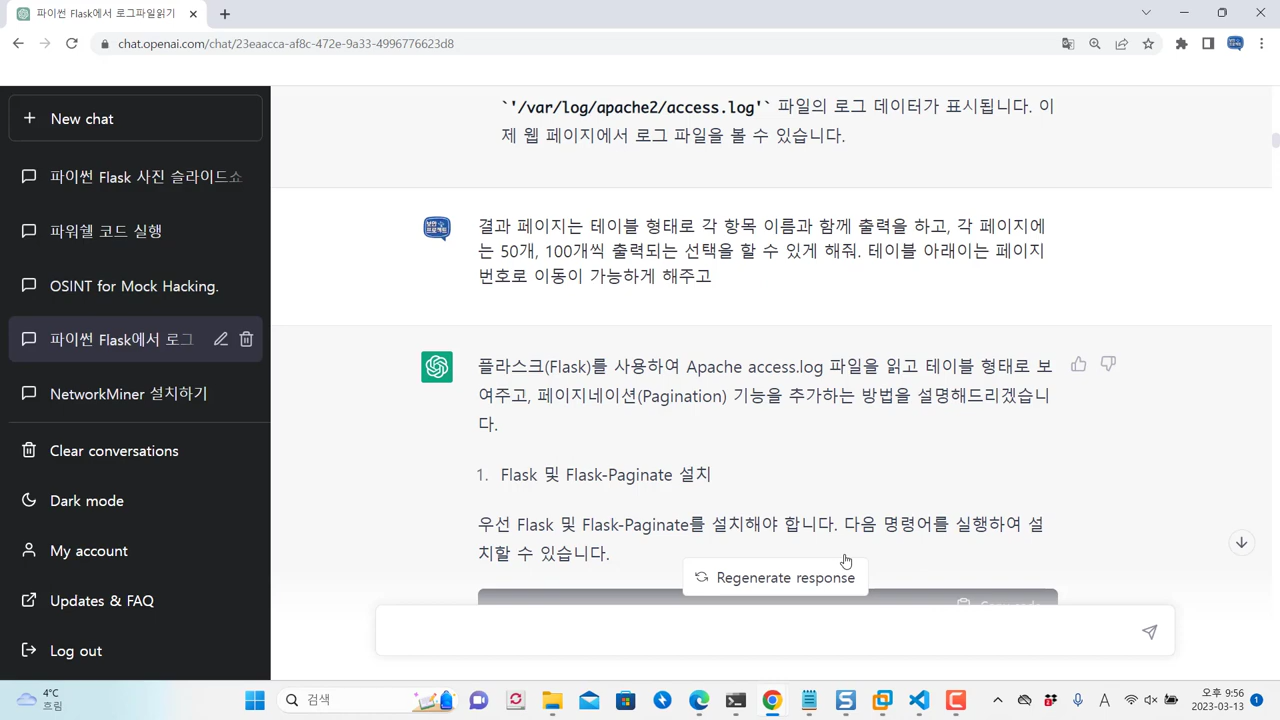 파이썬 Flask에서 로그파일읽기
chat.openai.com/chat/23eaacca-af8c-472e-9a33-4996776623d8
New chat
파이썬 Flask 사진 슬라이드쇼
파워쉘 코드 실행
OSINT for Mock Hacking.
파이썬 Flask에서 로그
NetworkMiner 설치하기
Clear conversations
Dark mode
My account
Updates & FAQ
Log out
`'/var/log/apache2/access.log'` 파일의 로그 데이터가 표시됩니다. 이
제 웹 페이지에서 로그 파일을 볼 수 있습니다.
보안
프로젝트
결과 페이지는 테이블 형태로 각 항목 이름과 함께 출력을 하고, 각 페이지에
는 50개, 100개씩 출력되는 선택을 할 수 있게 해줘. 테이블 아래이는 페이지
번호로 이동이 가능하게 해주고
플라스크(Flask)를 사용하여 Apache access.log 파일을 읽고 테이블 형태로 보
여주고, 페이지네이션(Pagination) 기능을 추가하는 방법을 설명해드리겠습니
다.
1. Flask 및 Flask-Paginate 설치
우선 Flask 및 Flask-Paginate를 설치해야 합니다. 다음 명령어를 실행하여 설
치할 수 있습니다.
Copy code
Regenerate response
4°C
흐림
검색
A
오후 9:56
2023-03-13
1